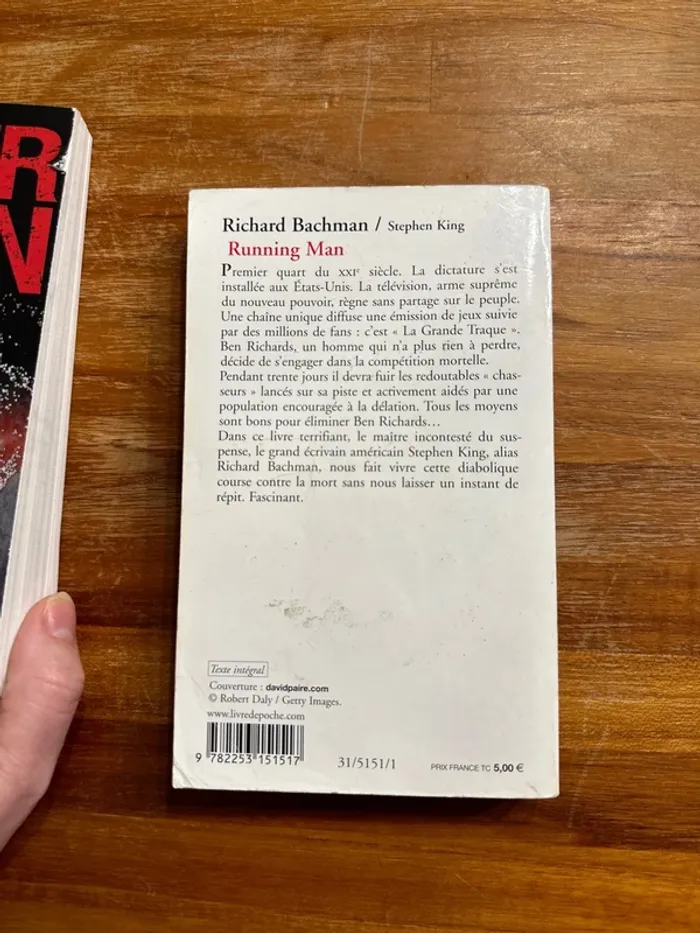 R
N
Richard Bachman / Stephen King
Running Man
Premier quart du XXIe siècle. La dictature s'est
installée aux États-Unis. La télévision, arme suprême
du nouveau pouvoir, règne sans partage sur le peuple.
Une chaîne unique diffuse une émission de jeux suivie
par des millions de fans : c'est « La Grande Traque ».
Ben Richards, un homme qui n'a plus rien à perdre,
décide de s'engager dans la compétition mortelle.
Pendant trente jours il devra fuir les redoutables « chas-
seurs » lancés sur sa piste et activement aidés par une
population encouragée à la délation. Tous les moyens
sont bons pour éliminer Ben Richards...
Dans ce livre terrifiant, le maître incontesté du sus-
pense, le grand écrivain américain Stephen King, alias
Richard Bachman, nous fait vivre cette diabolique
course contre la mort sans nous laisser un instant de
répit. Fascinant.
Texte intégral
Couverture : davidpaire.com
© Robert Daly / Getty Images.
www.livredepoche.com
9 782253 151517
31/5151/1
PRIX FRANCE TC 5,00 €